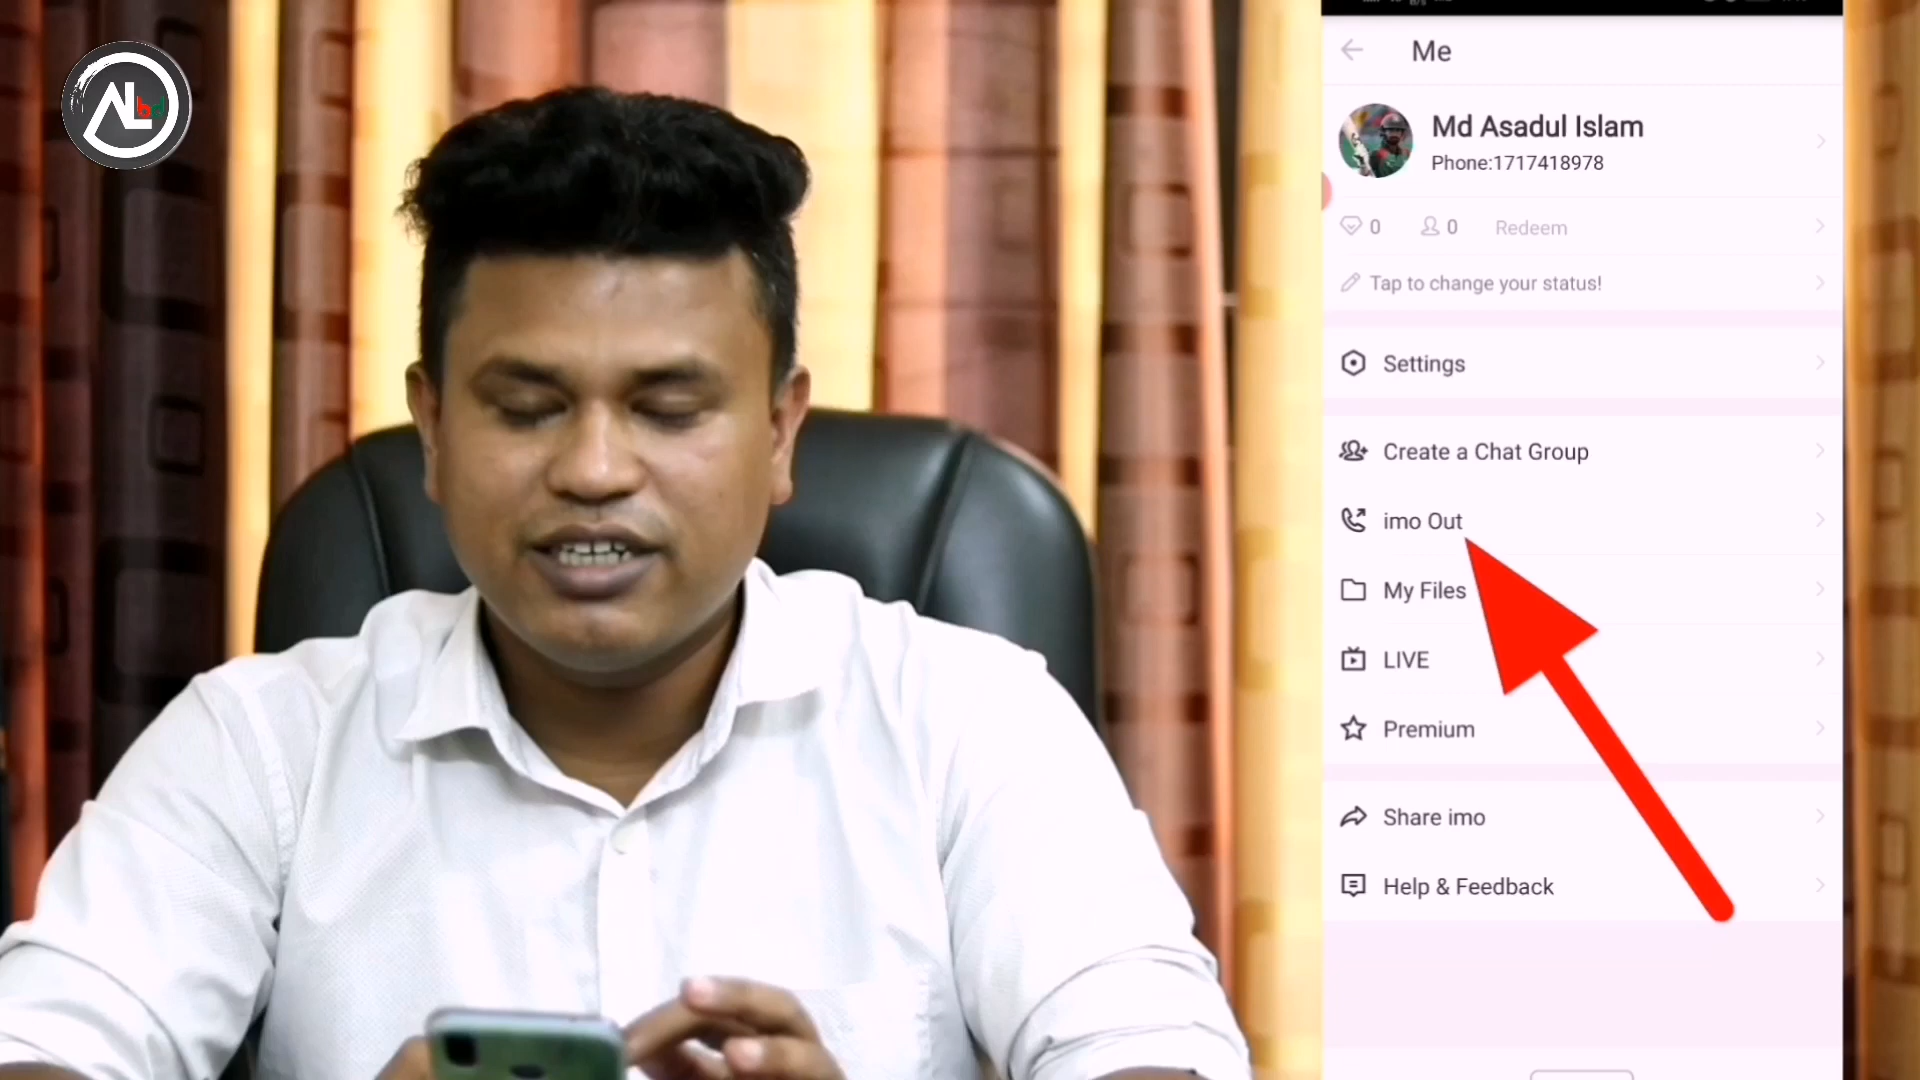 ALbd
Me
Md Asadul Islam
Phone:1717418978
0 0 Redeem
Tap to change your status!
Settings
Create a Chat Group
imo Out
My Files
LIVE
Premium
Share imo
Help & Feedback